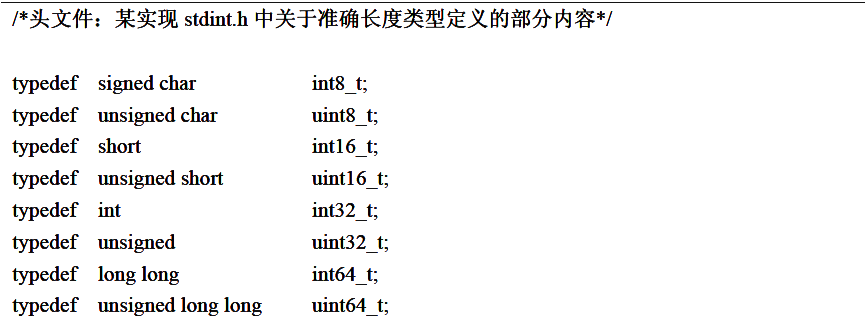 /*头文件：某实现 stdint.h 中关于准确长度类型定义的部分内容*/
typedef signed char int8_t;
typedef unsigned char uint8_t;
typedef short int16_t;
typedef unsigned short uint16_t;
typedef int int32_t;
typedef unsigned uint32_t;
typedef long long int64_t;
typedef unsigned long long uint64_t;